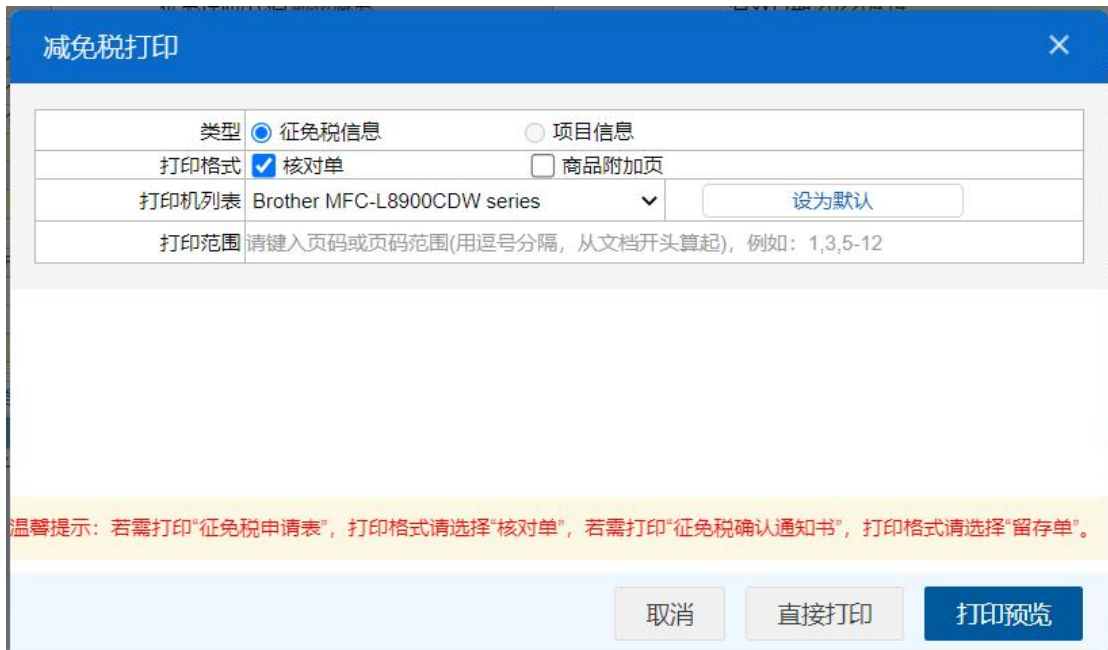 减免税打印
类型 征免税信息 项目信息
打印格式 核对单 商品附加页
打印机列表 Brother MFC-L8900CDW series 设为默认
打印范围 请键入页码或页码范围(用逗号分隔，从文档开头算起)，例如：1,3,5-12
温馨提示：若需打印“征免税申请表”，打印格式请选择“核对单”，若需打印“征免税确认通知书”，打印格式请选择“留存单”。
取消 直接打印 打印预览